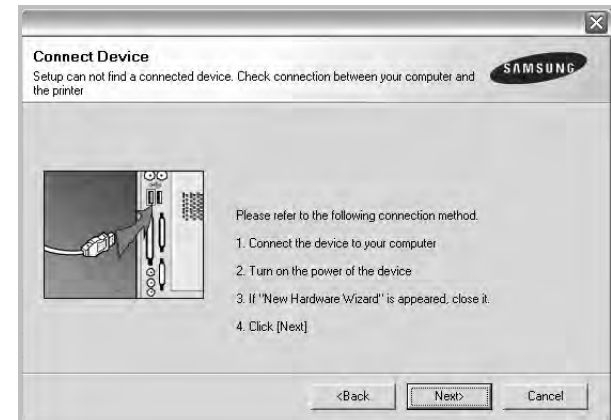 Connect Device
Setup can not find a connected device. Check connection between your computer and
the printer
SAMSUNG
Please refer to the following connection method.
1. Connect the device to your computer
2. Turn on the power of the device
3. If "New Hardware Wizard" is appeared, close it.
4. Click [Next]
<Back
Next>
Cancel